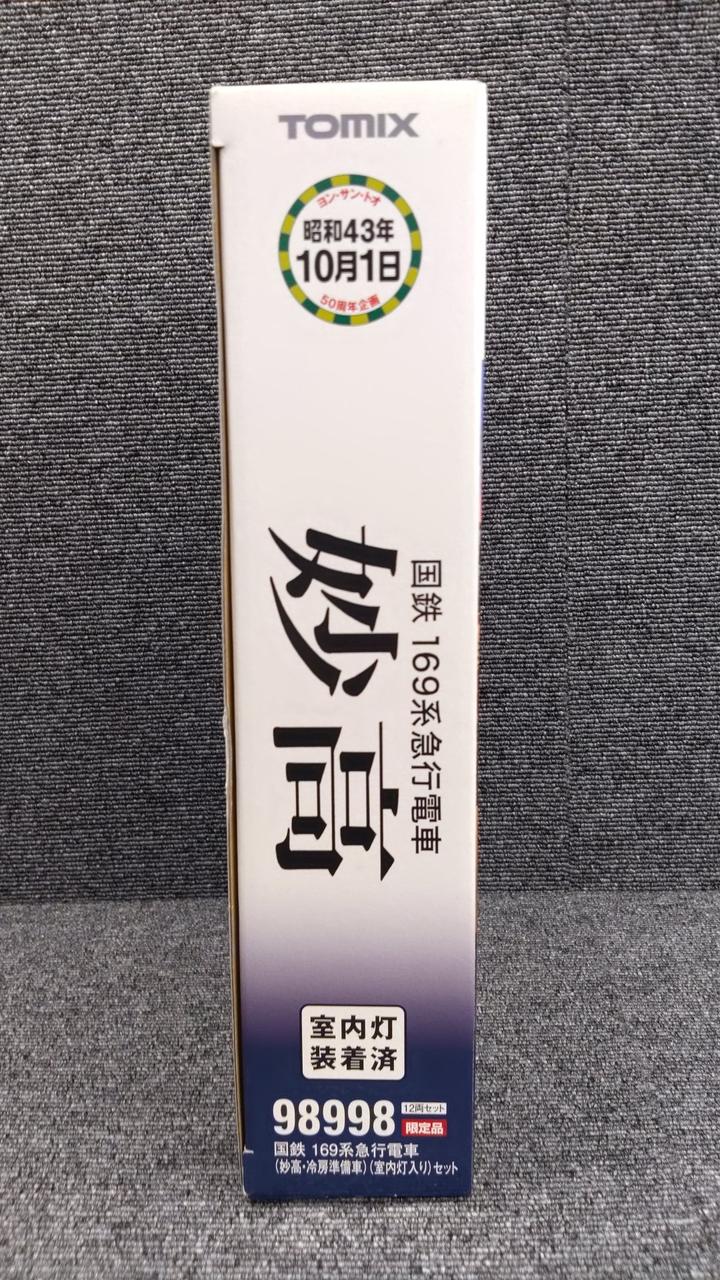 TOMIX
ヨン・サン・トオ
昭和43年
10月1日
50周年企画
国鉄 169系急行電車
妙高
室内灯
装着済
98998
12両セット
限定品
国鉄 169系急行電車
(妙高・冷房準備車)(室内灯入り)セット